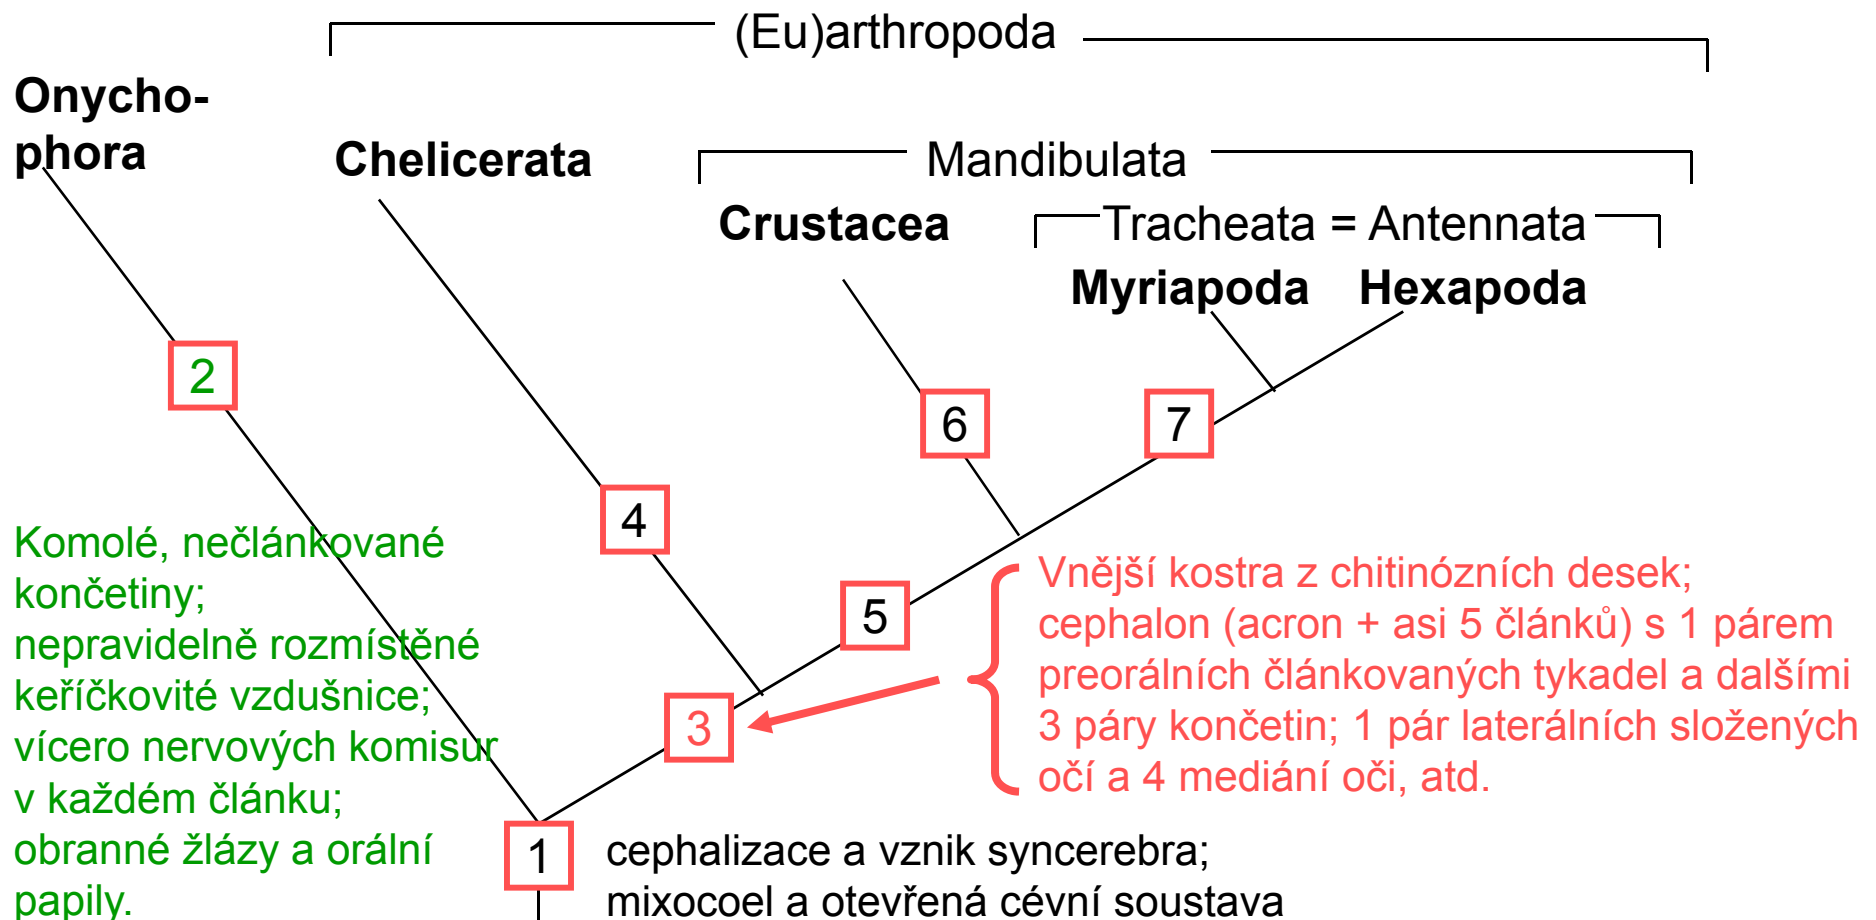 (Eu)arthropoda
Onycho-
phora
Chelicerata
Mandibulata
Crustacea
Tracheata = Antennata
Myriapoda
Hexapoda
2
6
7
4
5
3
1
Komolé, nečlánkované
končetiny;
nepravidelně rozmístěné
keříčkovité vzdušnice;
vícero nervových komisur
v každém článku;
obranné žlázy a orální
papily.
Vnější kostra z chitinózních desek;
cephalon (acron + asi 5 článků) s 1 párem
preorálních článkovaných tykadel a dalšími
3 páry končetin; 1 pár laterálních složených
očí a 4 mediání oči, atd.
cephalizace a vznik syncerebra;
mixocoel a otevřená cévní soustava